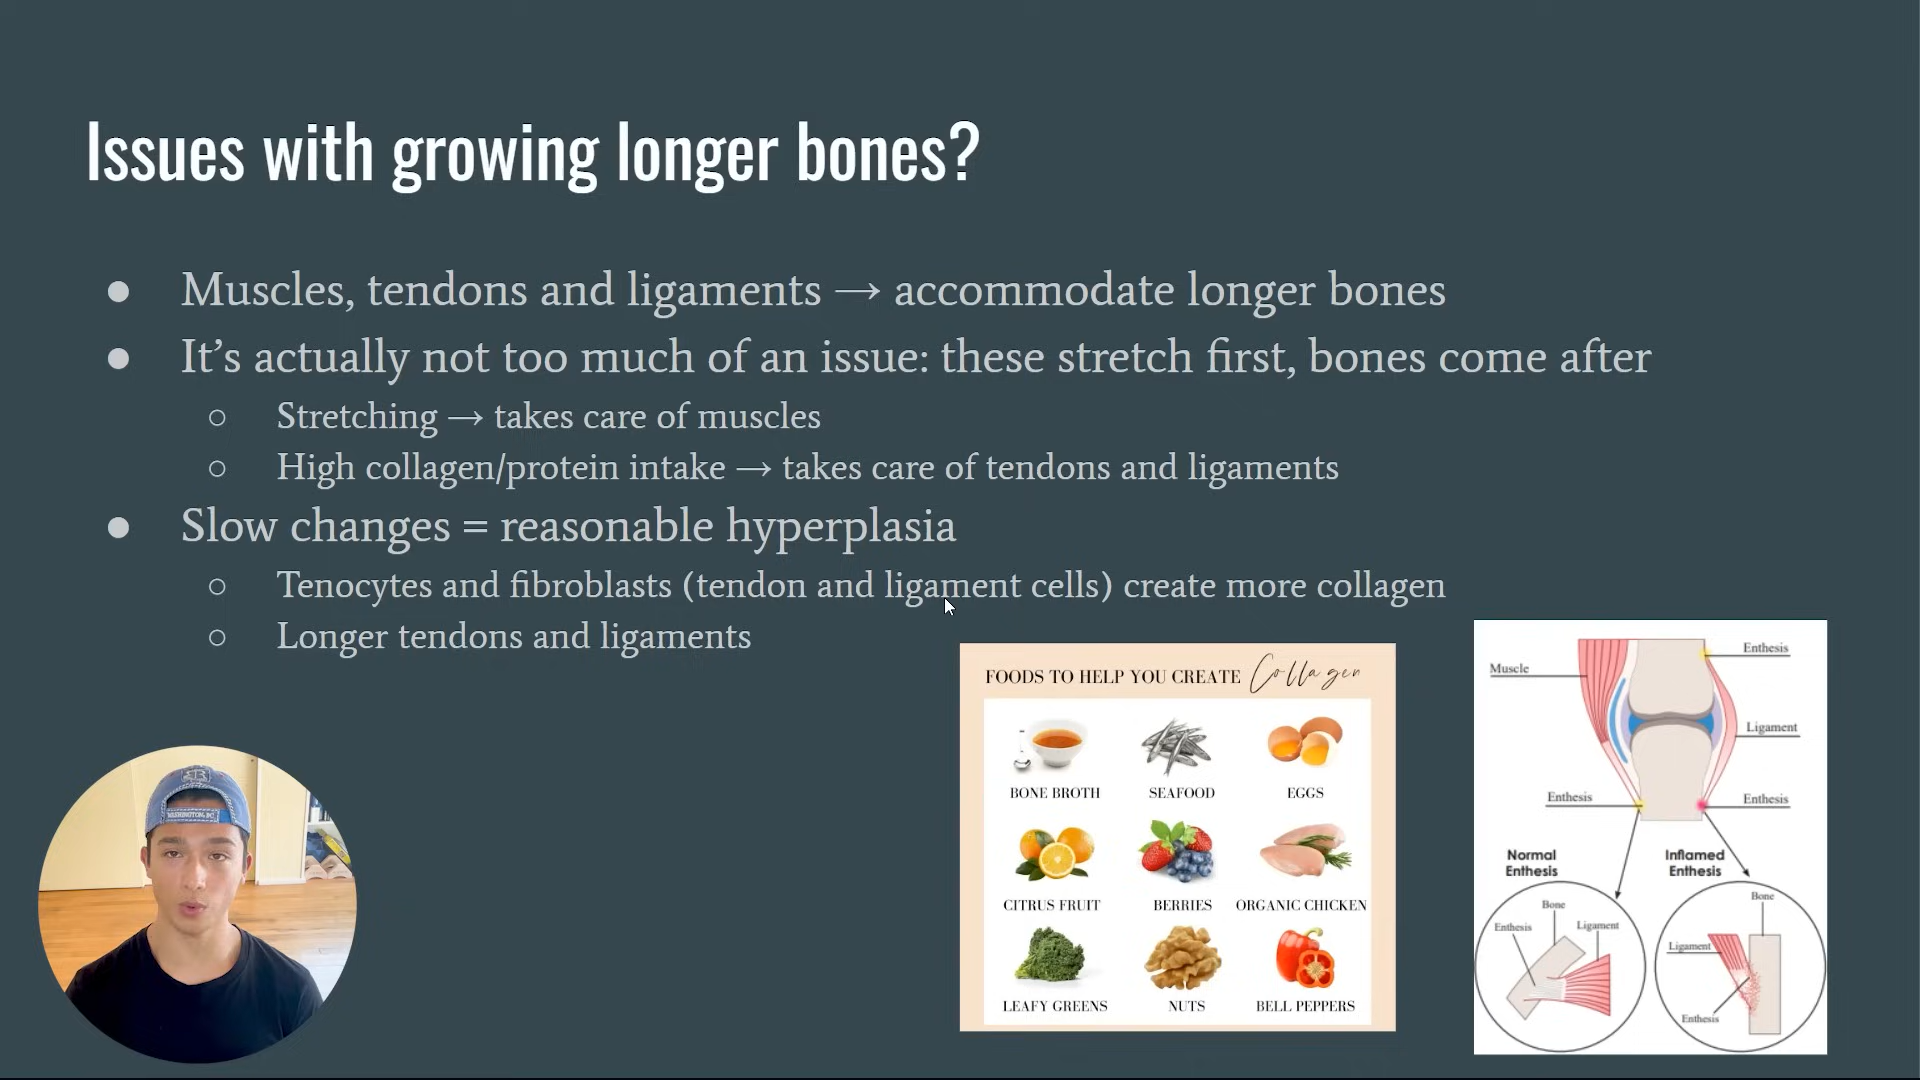 Issues with growing longer bones?
● Muscles, tendons and ligaments → accommodate longer bones
● It's actually not too much of an issue: these stretch first, bones come after
○ Stretching → takes care of muscles
○ High collagen/protein intake → takes care of tendons and ligaments
● Slow changes = reasonable hyperplasia
○ Tenocytes and fibroblasts (tendon and ligament cells) create more collagen
○ Longer tendons and ligaments
FOODS TO HELP YOU CREATE Collagen
BONE BROTH
SEAFOOD
EGGS
CITRUS FRUIT
BERRIES
ORGANIC CHICKEN
LEAFY GREENS
NUTS
BELL PEPPERS
Enthesis
Muscle
Ligament
Enthesis
Enthesis
Normal
Enthesis
Inflamed
Enthesis
Bone
Enthesis
Ligament
Bone
Ligament
Enthesis
WASHINGTON, D.C.